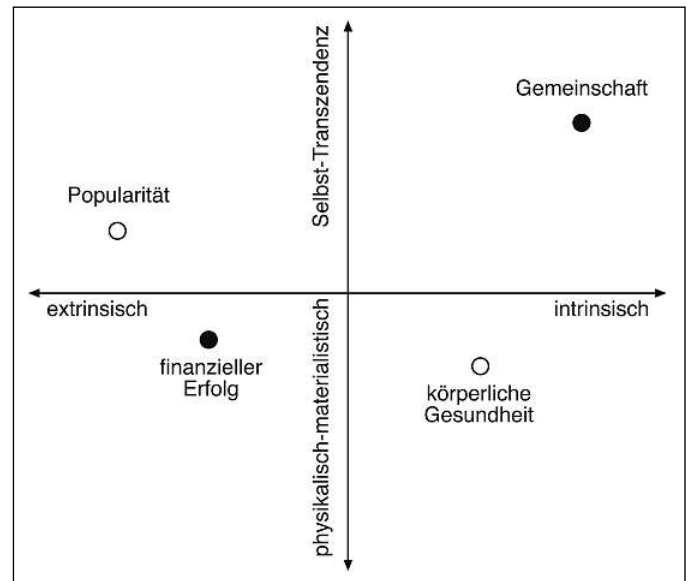 Selbst-Transzendenz
Gemeinschaft
Popularität
extrinsisch
intrinsisch
finanzieller
Erfolg
körperliche
Gesundheit
physikalisch-materialistisch